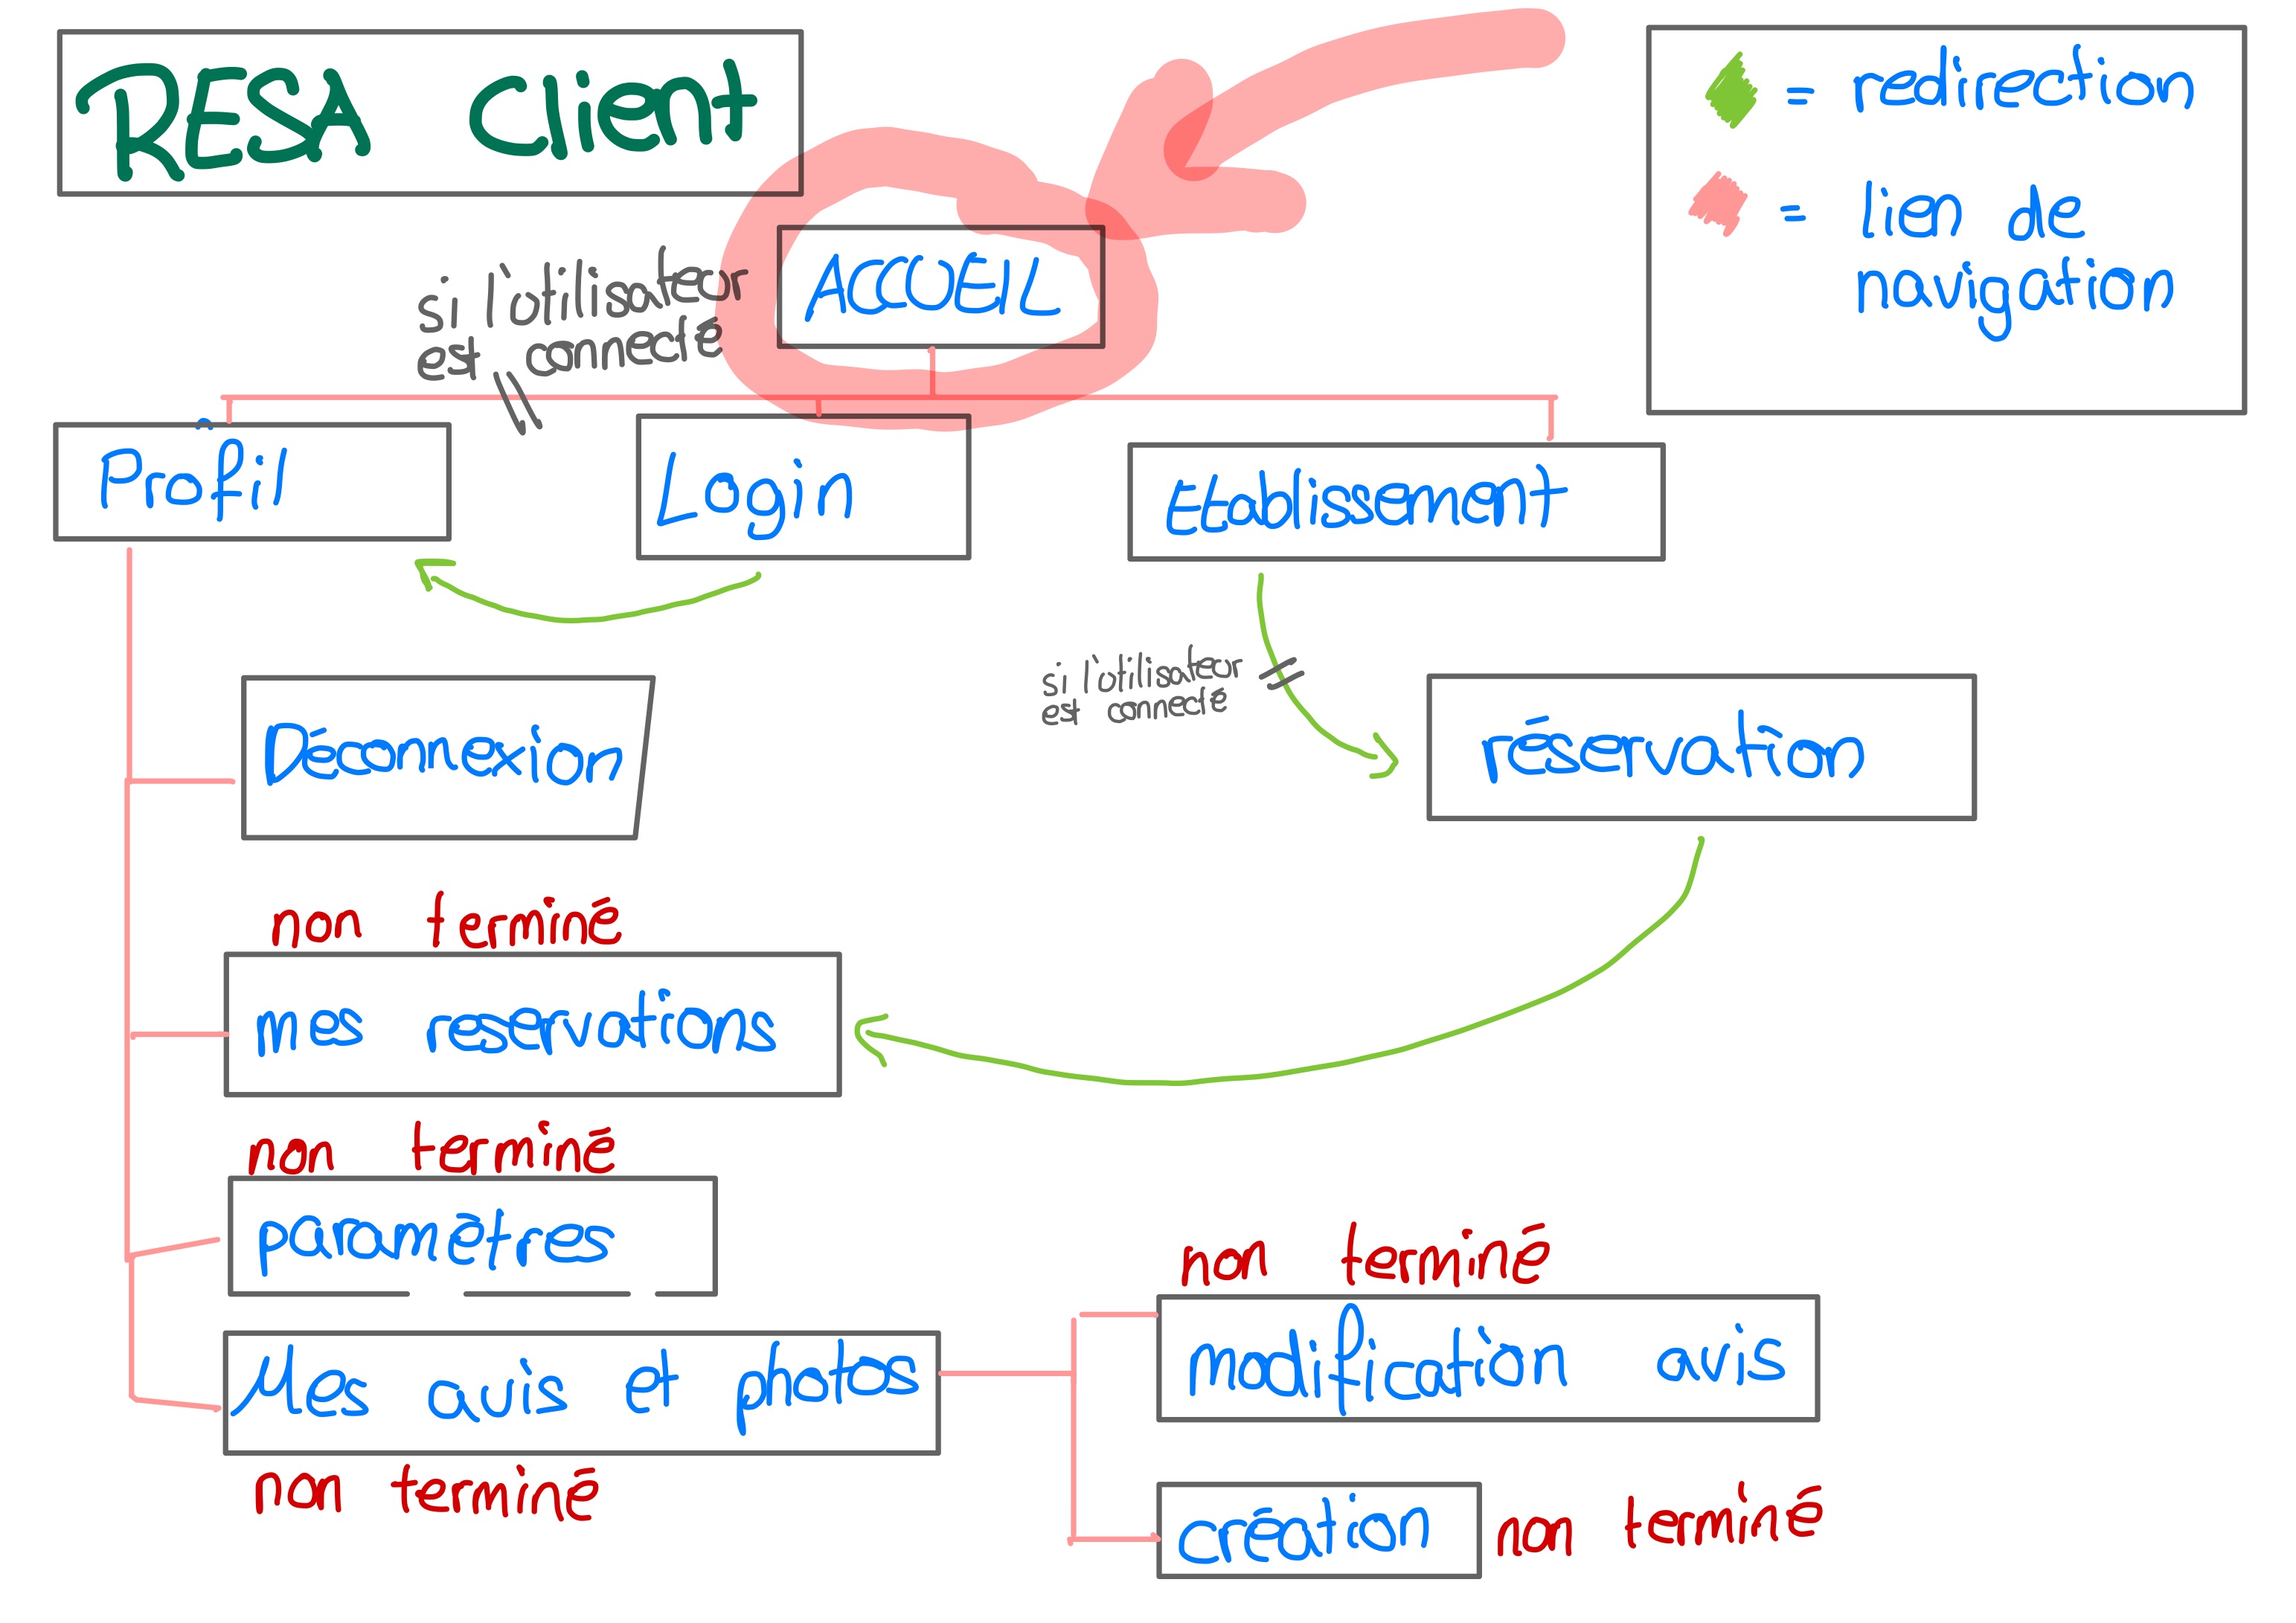 RESA Client
= redirection
= lien de
navigation
ACCUEIL
si l'utilisateur
est connecté
Profil
Login
Etablissement
si l'utilisateur
est connecté
Déconnexion
réservation
non terminé
mes reservations
non terminé
paramètres
non terminé
modification avis
Mes avis et photos
non terminé
création
non terminé